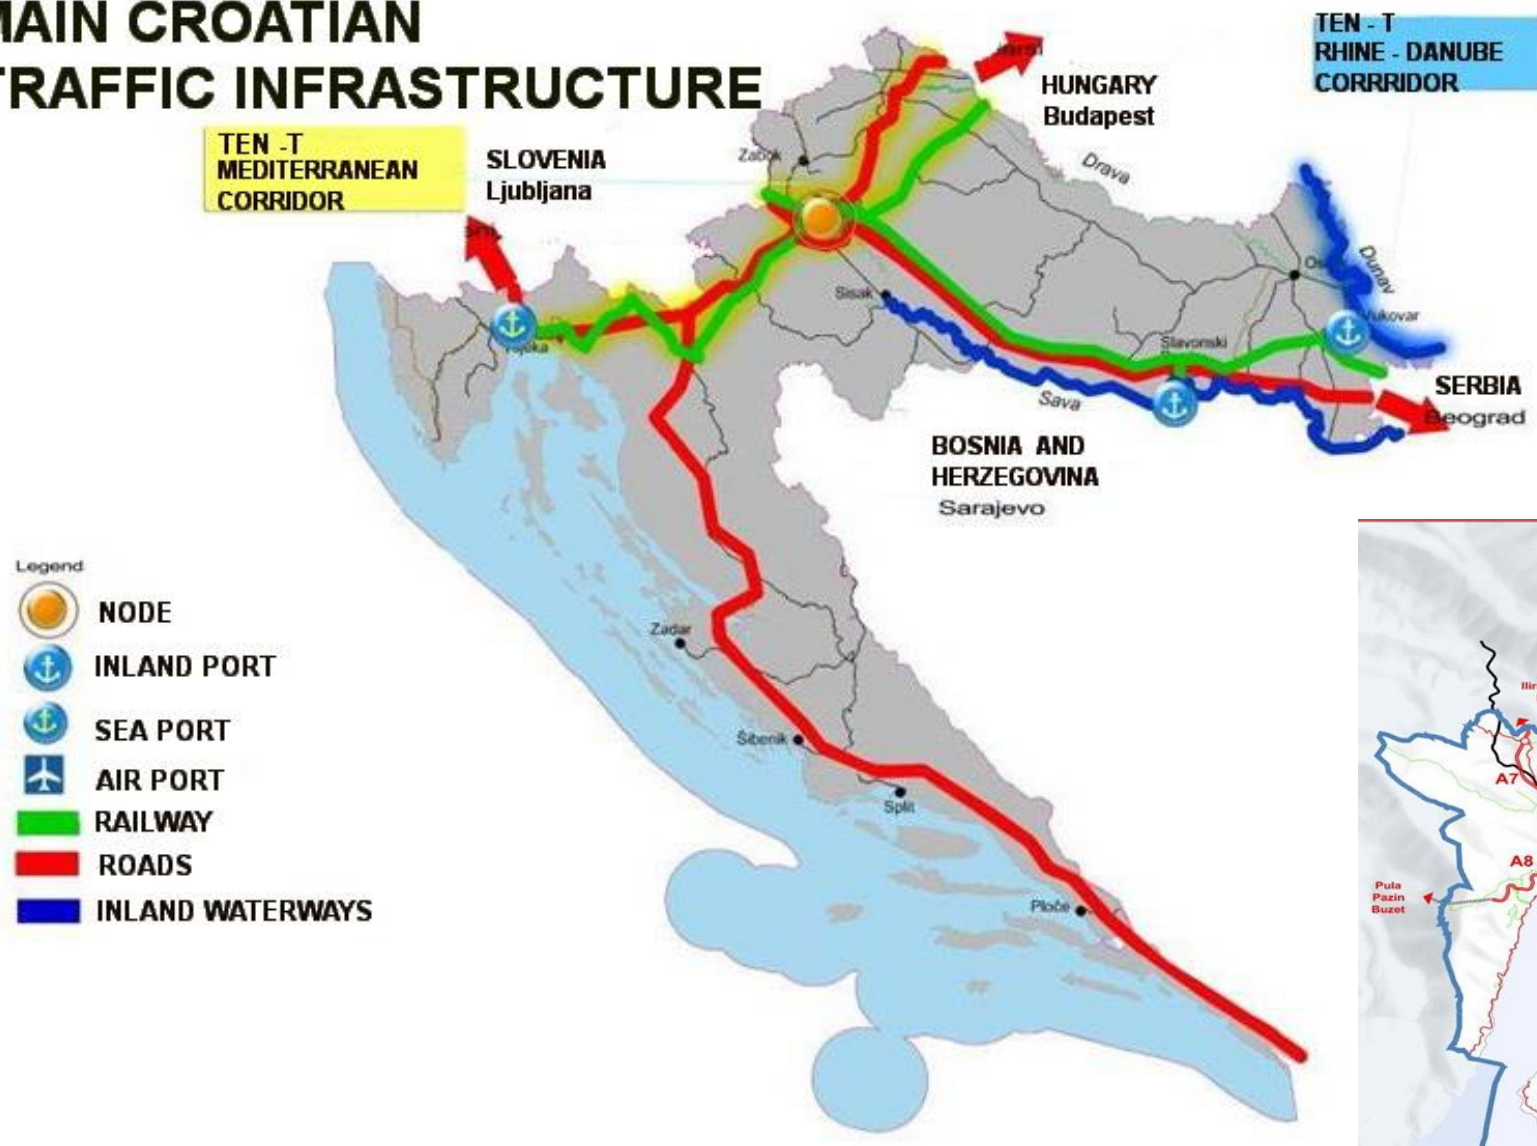 MAIN CROATIAN
TRAFFIC INFRASTRUCTURE
TEN - T
RHINE - DANUBE
CORRRIDOR
TEN -T
MEDITERRANEAN
CORRIDOR
SLOVENIA
Ljubljana
HUNGARY
Budapest
Zabok
Drava
Dunav
Sisak
Vukovar
Rijeka
Slavonski
Sava
SERBIA
Beograd
BOSNIA AND
HERZEGOVINA
Sarajevo
Legend
NODE
INLAND PORT
SEA PORT
AIR PORT
RAILWAY
ROADS
INLAND WATERWAYS
Zadar
Šibenik
Split
Ploče
A7
A8
Pula
Pazin
Buzet